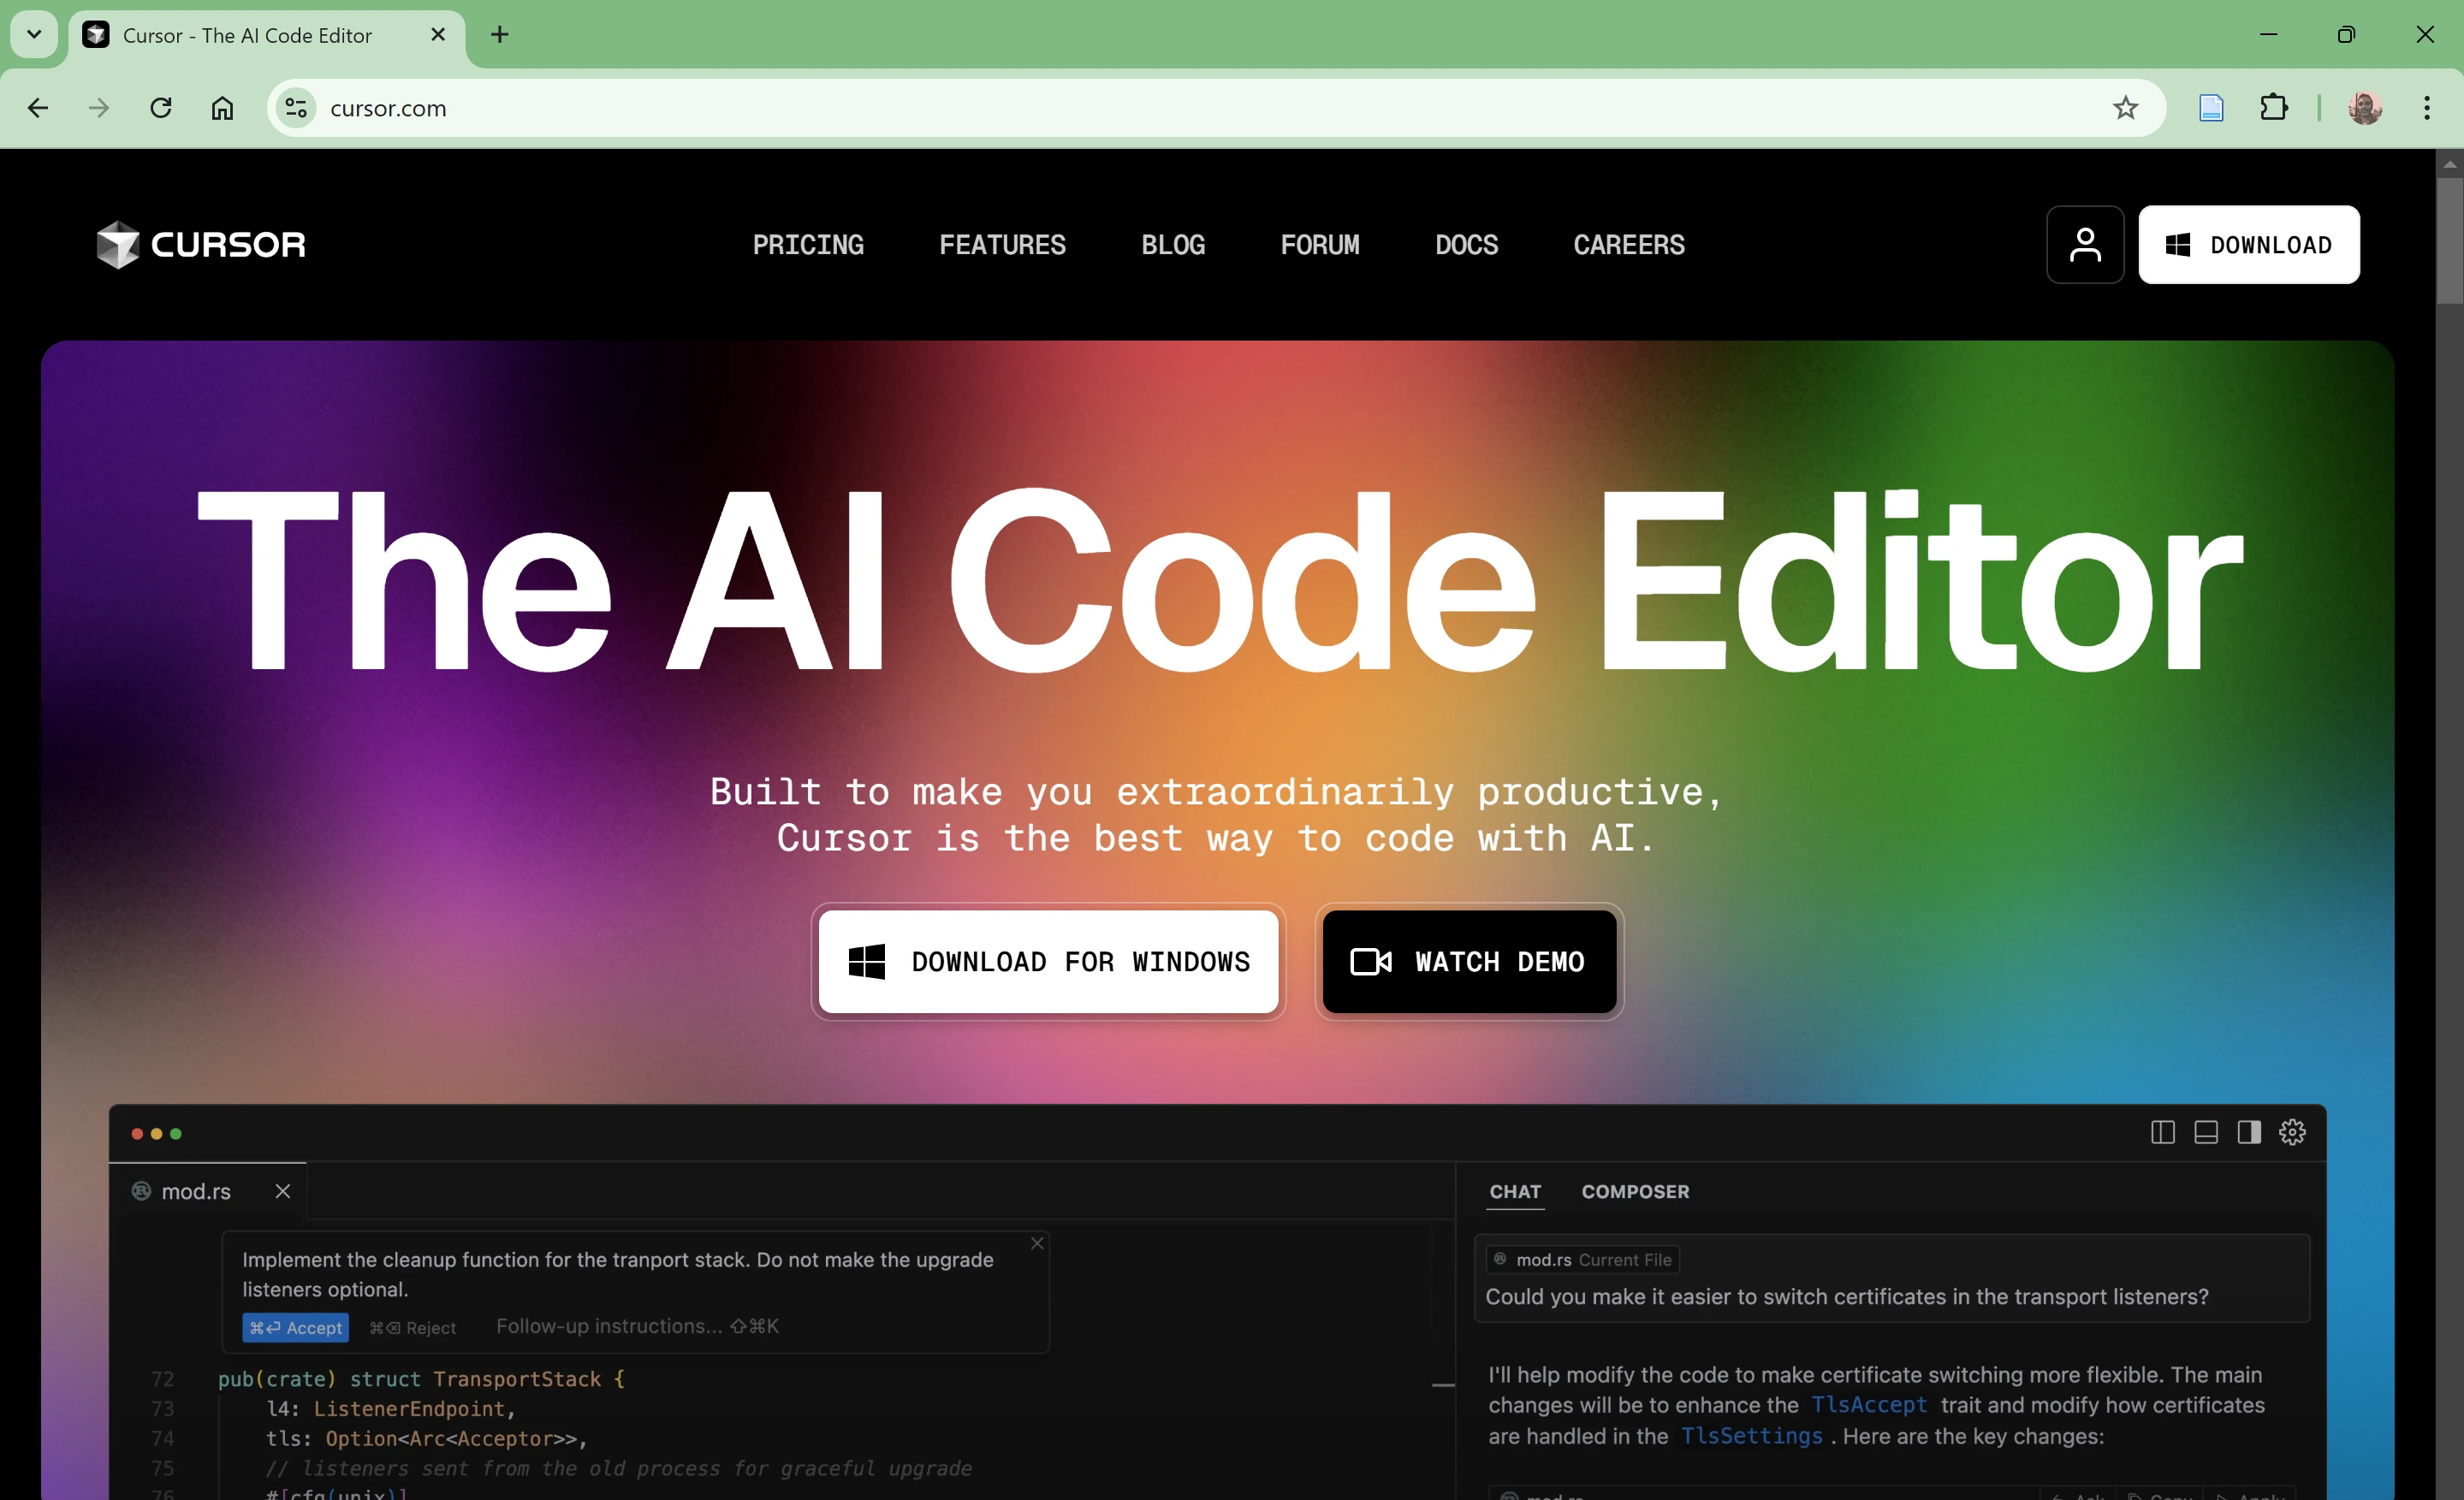 Cursor - The AI Code Editor
cursor.com
CURSOR
PRICING FEATURES BLOG FORUM DOCS CAREERS
DOWNLOAD
The AI Code Editor
Built to make you extraordinarily productive,
Cursor is the best way to code with AI.
DOWNLOAD FOR WINDOWS
WATCH DEMO
mod.rs
Implement the cleanup function for the tranport stack. Do not make the upgrade
listeners optional.
⌘⏎ Accept ⌘⌫ Reject Follow-up instructions... ⇧⌘K
72 pub(crate) struct TransportStack {
73 l4: ListenerEndpoint,
74 tls: Option<Arc<Acceptor>>,
75 // listeners sent from the old process for graceful upgrade
76 #[cfg(unix)]
CHAT COMPOSER
mod.rs Current File
Could you make it easier to switch certificates in the transport listeners?
I'll help modify the code to make certificate switching more flexible. The main
changes will be to enhance the TlsAccept trait and modify how certificates
are handled in the TlsSettings . Here are the key changes:
mod.rs Ask Copy Apply